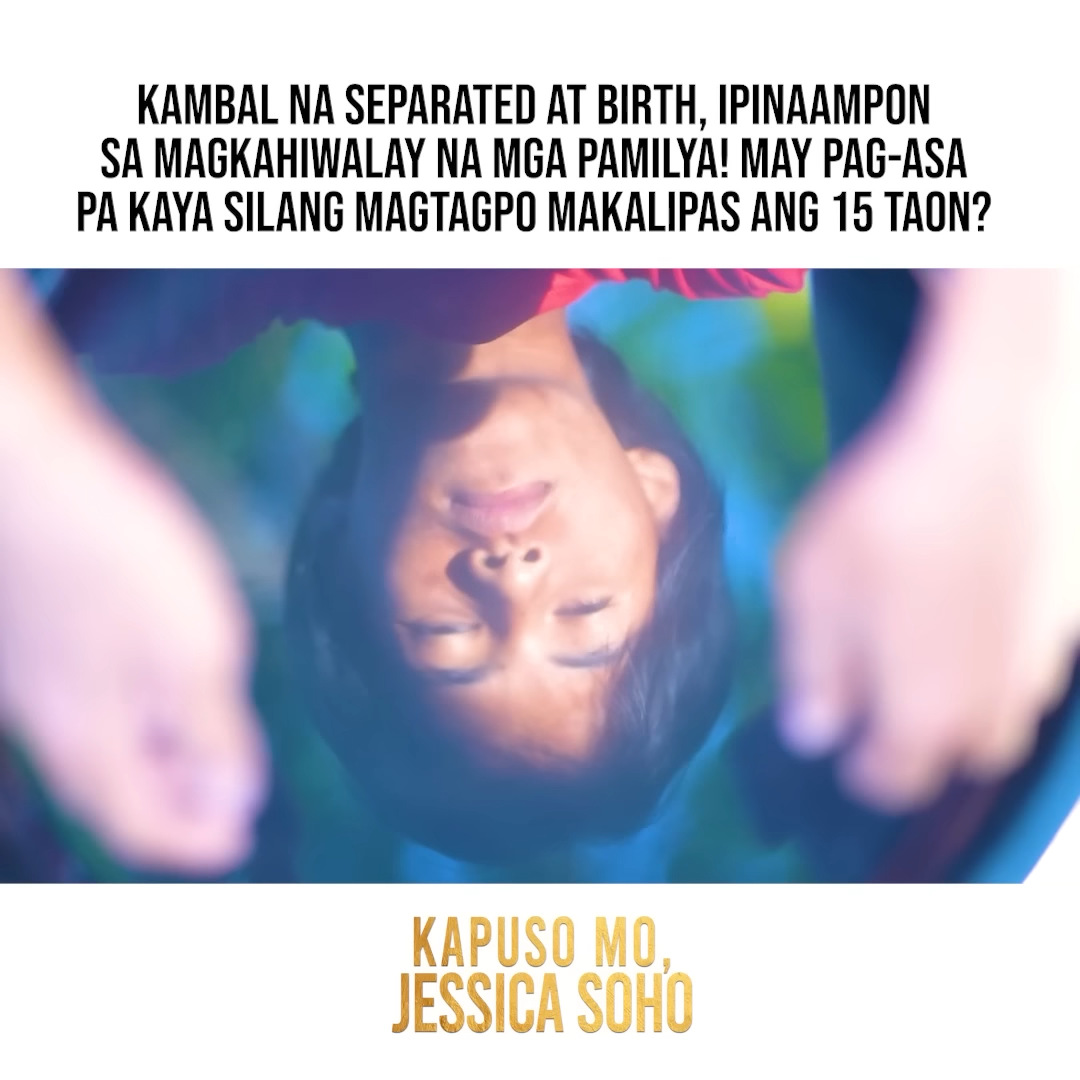 KAMBAL NA SEPARATED AT BIRTH, IPINAAMPON
SA MAGKAHIWALAY NA MGA PAMILYA! MAY PAG-ASA
PA KAYA SILANG MAGTAGPO MAKALIPAS ANG 15 TAON?
KAPUSO MO,
JESSICA SOHO